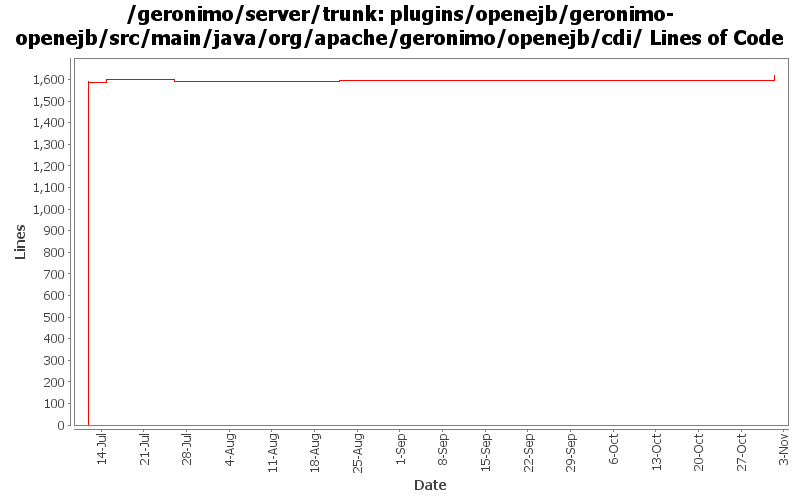 /geronimo/server/trunk: plugins/openejb/geronimo-
openejb/src/main/java/org/apache/geronimo/openejb/cdi/ Lines of Code
1,600
1,500
1,400
1,300
1,200
1,100
1,000
900
800
700
600
500
400
300
200
100
0
Lines
14-Jul
21-Jul
28-Jul
4-Aug
11-Aug
18-Aug
25-Aug
1-Sep
8-Sep
15-Sep
22-Sep
29-Sep
6-Oct
13-Oct
20-Oct
27-Oct
3-Nov
Date